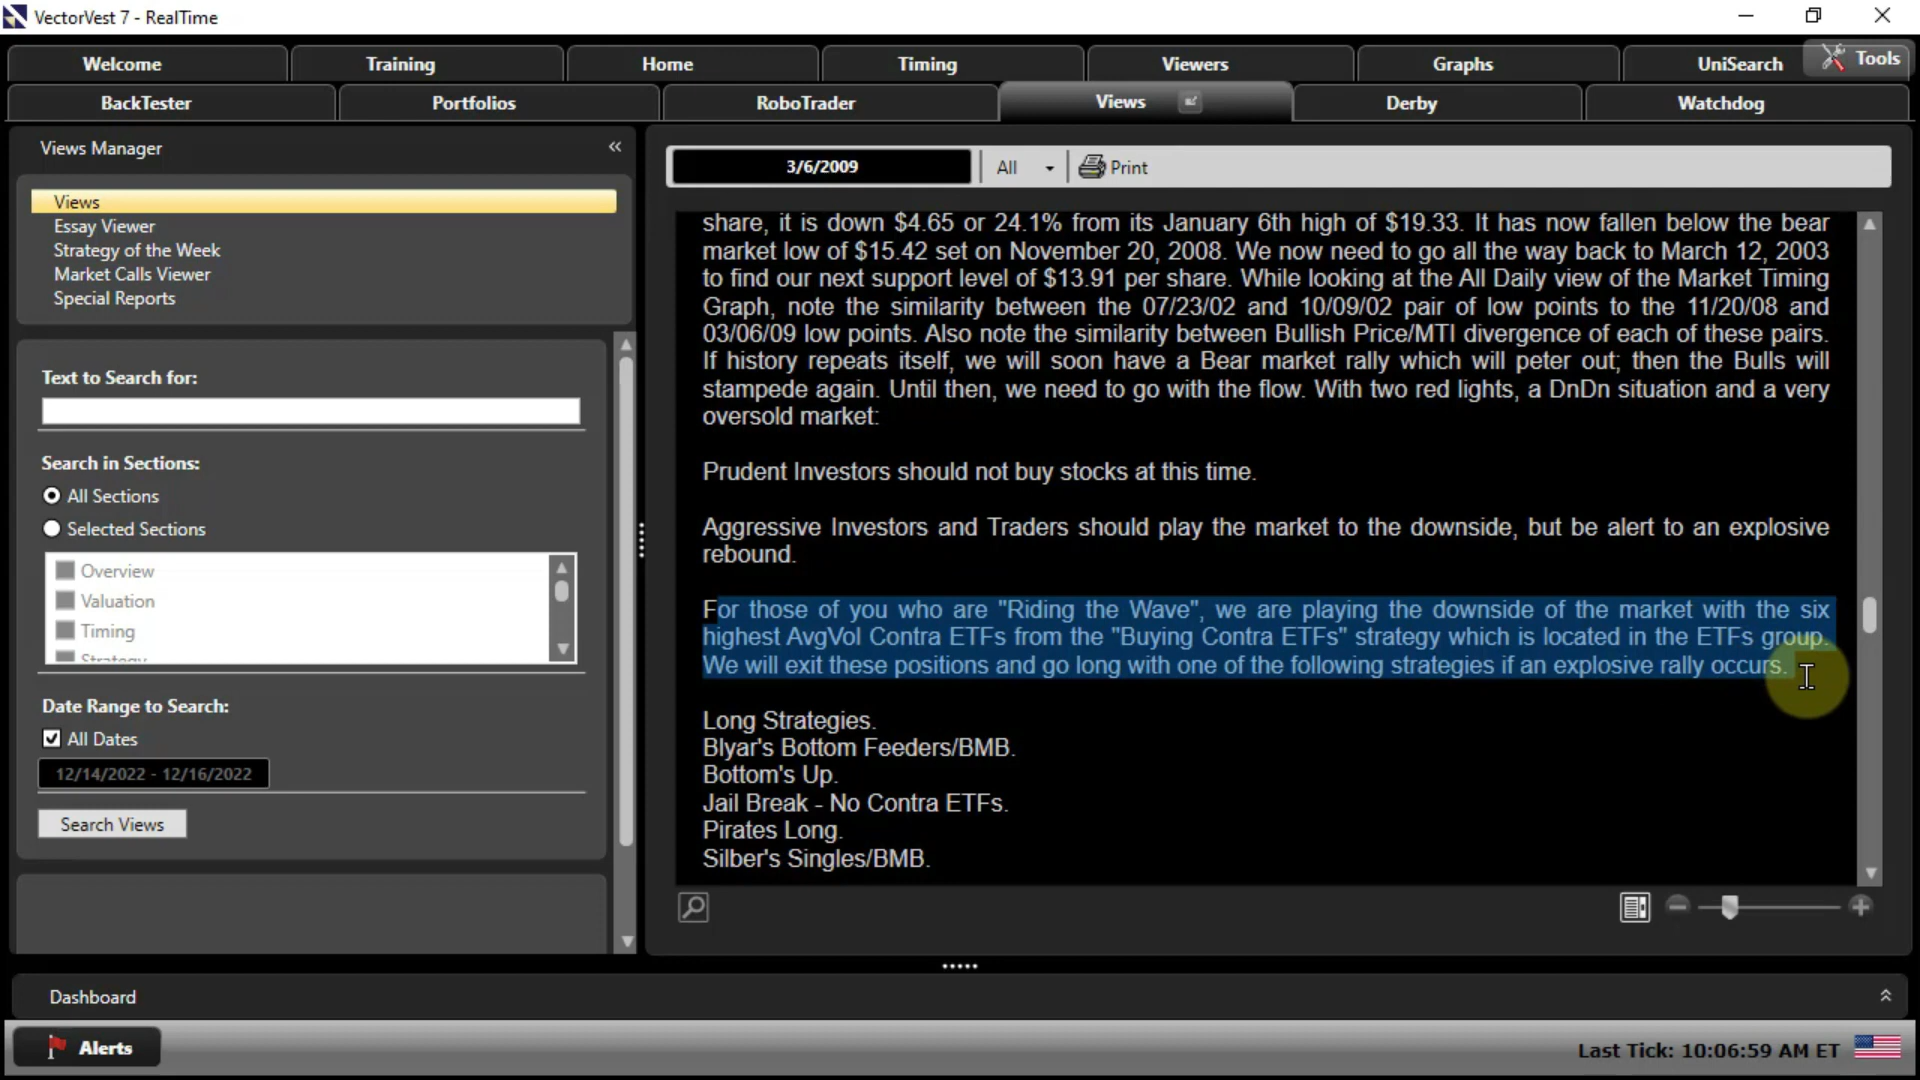 VectorVest 7 - RealTime
Welcome
Training
Home
Timing
Viewers
Graphs
UniSearch
Tools
BackTester
Portfolios
RoboTrader
Views
Derby
Watchdog
Views Manager
Views
Essay Viewer
Strategy of the Week
Market Calls Viewer
Special Reports
Text to Search for:
Search in Sections:
All Sections
Selected Sections
Overview
Valuation
Timing
Strategy
Date Range to Search:
All Dates
12/14/2022 - 12/16/2022
Search Views
3/6/2009
All
Print
share, it is down $4.65 or 24.1% from its January 6th high of $19.33. It has now fallen below the bear
market low of $15.42 set on November 20, 2008. We now need to go all the way back to March 12, 2003
to find our next support level of $13.91 per share. While looking at the All Daily view of the Market Timing
Graph, note the similarity between the 07/23/02 and 10/09/02 pair of low points to the 11/20/08 and
03/06/09 low points. Also note the similarity between Bullish Price/MTI divergence of each of these pairs.
If history repeats itself, we will soon have a Bear market rally which will peter out; then the Bulls will
stampede again. Until then, we need to go with the flow. With two red lights, a DnDn situation and a very
oversold market:
Prudent Investors should not buy stocks at this time.
Aggressive Investors and Traders should play the market to the downside, but be alert to an explosive
rebound.
For those of you who are "Riding the Wave", we are playing the downside of the market with the six
highest AvgVol Contra ETFs from the "Buying Contra ETFs" strategy which is located in the ETFs group.
We will exit these positions and go long with one of the following strategies if an explosive rally occurs.
Long Strategies.
Blyar's Bottom Feeders/BMB.
Bottom's Up.
Jail Break - No Contra ETFs.
Pirates Long.
Silber's Singles/BMB.
Dashboard
Alerts
Last Tick: 10:06:59 AM ET